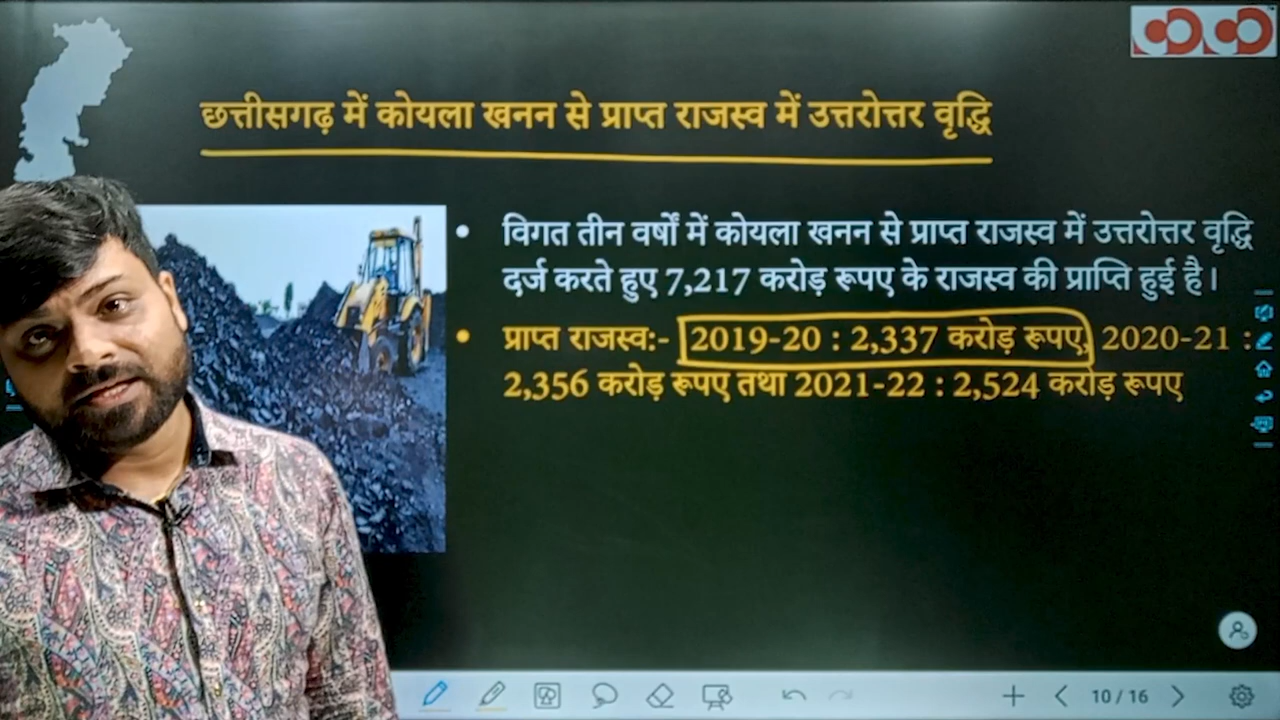 छत्तीसगढ़ में कोयला खनन से प्राप्त राजस्व में उत्तरोत्तर वृद्धि
• विगत तीन वर्षों में कोयला खनन से प्राप्त राजस्व में उत्तरोत्तर वृद्धि
दर्ज करते हुए 7,217 करोड़ रूपए के राजस्व की प्राप्ति हुई है।
• प्राप्त राजस्व:- 2019-20 : 2,337 करोड़ रूपए, 2020-21 :
2,356 करोड़ रूपए तथा 2021-22 : 2,524 करोड़ रूपए
10 / 16